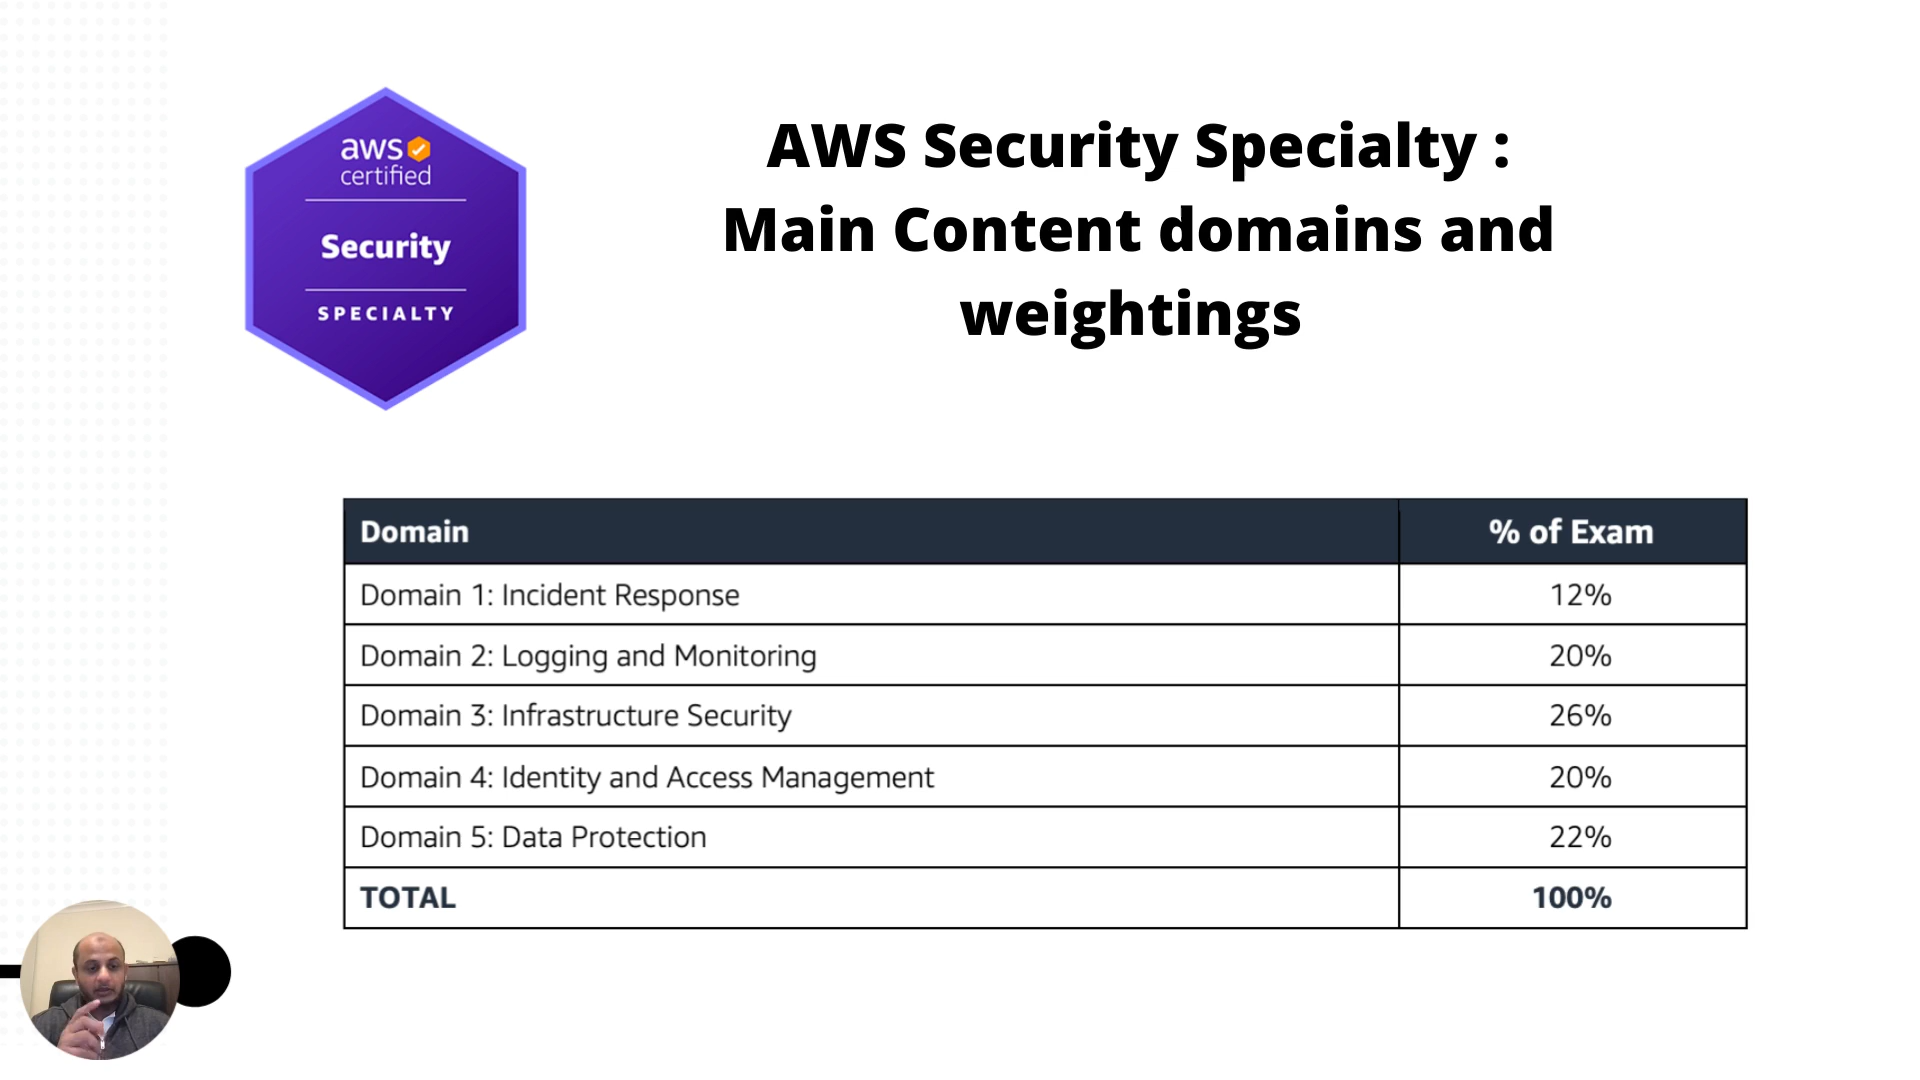 aws
certified
Security
SPECIALTY
AWS Security Specialty :
Main Content domains and
weightings
Domain % of Exam
Domain 1: Incident Response 12%
Domain 2: Logging and Monitoring 20%
Domain 3: Infrastructure Security 26%
Domain 4: Identity and Access Management 20%
Domain 5: Data Protection 22%
TOTAL 100%